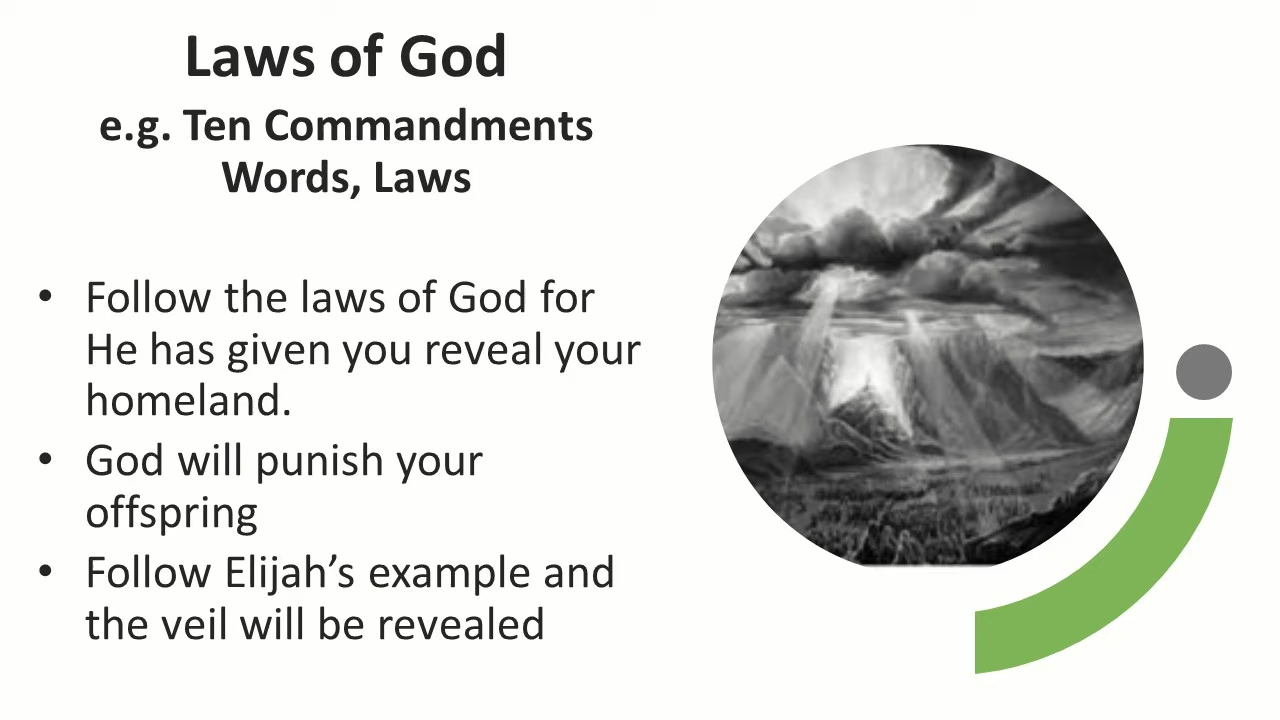 Laws of God
e.g. Ten Commandments
Words, Laws
• Follow the laws of God for
He has given you reveal your
homeland.
• God will punish your
offspring
• Follow Elijah’s example and
the veil will be revealed